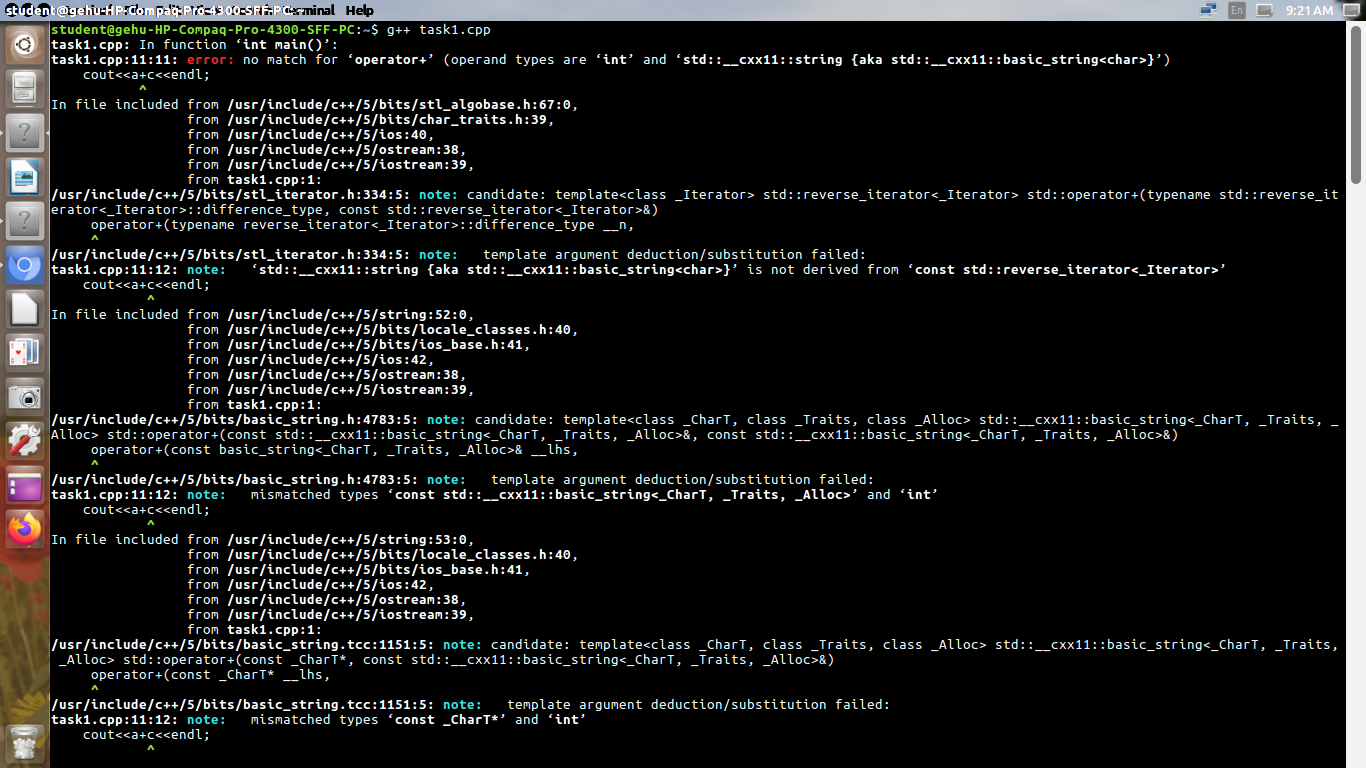 student@gehu-HP-Compaq-Pro-4300-SFF-PC: ~ Terminal Help
En 9:21 AM
student@gehu-HP-Compaq-Pro-4300-SFF-PC:~$ g++ task1.cpp
task1.cpp: In function ‘int main()’:
task1.cpp:11:11: error: no match for ‘operator+’ (operand types are ‘int’ and ‘std::__cxx11::string {aka std::__cxx11::basic_string<char>}’)
cout<<a+c<<endl;
^
In file included from /usr/include/c++/5/bits/stl_algobase.h:67:0,
from /usr/include/c++/5/bits/char_traits.h:39,
from /usr/include/c++/5/ios:40,
from /usr/include/c++/5/ostream:38,
from /usr/include/c++/5/iostream:39,
from task1.cpp:1:
/usr/include/c++/5/bits/stl_iterator.h:334:5: note: candidate: template<class _Iterator> std::reverse_iterator<_Iterator> std::operator+(typename std::reverse_it
erator<_Iterator>::difference_type, const std::reverse_iterator<_Iterator>&)
operator+(typename reverse_iterator<_Iterator>::difference_type __n,
^
/usr/include/c++/5/bits/stl_iterator.h:334:5: note:   template argument deduction/substitution failed:
task1.cpp:11:12: note:   ‘std::__cxx11::string {aka std::__cxx11::basic_string<char>}’ is not derived from ‘const std::reverse_iterator<_Iterator>’
cout<<a+c<<endl;
^
In file included from /usr/include/c++/5/string:52:0,
from /usr/include/c++/5/bits/locale_classes.h:40,
from /usr/include/c++/5/bits/ios_base.h:41,
from /usr/include/c++/5/ios:42,
from /usr/include/c++/5/ostream:38,
from /usr/include/c++/5/iostream:39,
from task1.cpp:1:
/usr/include/c++/5/bits/basic_string.h:4783:5: note: candidate: template<class _CharT, class _Traits, class _Alloc> std::__cxx11::basic_string<_CharT, _Traits, _
Alloc> std::operator+(const std::__cxx11::basic_string<_CharT, _Traits, _Alloc>&, const std::__cxx11::basic_string<_CharT, _Traits, _Alloc>&)
operator+(const basic_string<_CharT, _Traits, _Alloc>& __lhs,
^
/usr/include/c++/5/bits/basic_string.h:4783:5: note:   template argument deduction/substitution failed:
task1.cpp:11:12: note:   mismatched types ‘const std::__cxx11::basic_string<_CharT, _Traits, _Alloc>’ and ‘int’
cout<<a+c<<endl;
^
In file included from /usr/include/c++/5/string:53:0,
from /usr/include/c++/5/bits/locale_classes.h:40,
from /usr/include/c++/5/bits/ios_base.h:41,
from /usr/include/c++/5/ios:42,
from /usr/include/c++/5/ostream:38,
from /usr/include/c++/5/iostream:39,
from task1.cpp:1:
/usr/include/c++/5/bits/basic_string.tcc:1151:5: note: candidate: template<class _CharT, class _Traits, class _Alloc> std::__cxx11::basic_string<_CharT, _Traits,
_Alloc> std::operator+(const _CharT*, const std::__cxx11::basic_string<_CharT, _Traits, _Alloc>&)
operator+(const _CharT* __lhs,
^
/usr/include/c++/5/bits/basic_string.tcc:1151:5: note:   template argument deduction/substitution failed:
task1.cpp:11:12: note:   mismatched types ‘const _CharT*’ and ‘int’
cout<<a+c<<endl;
^